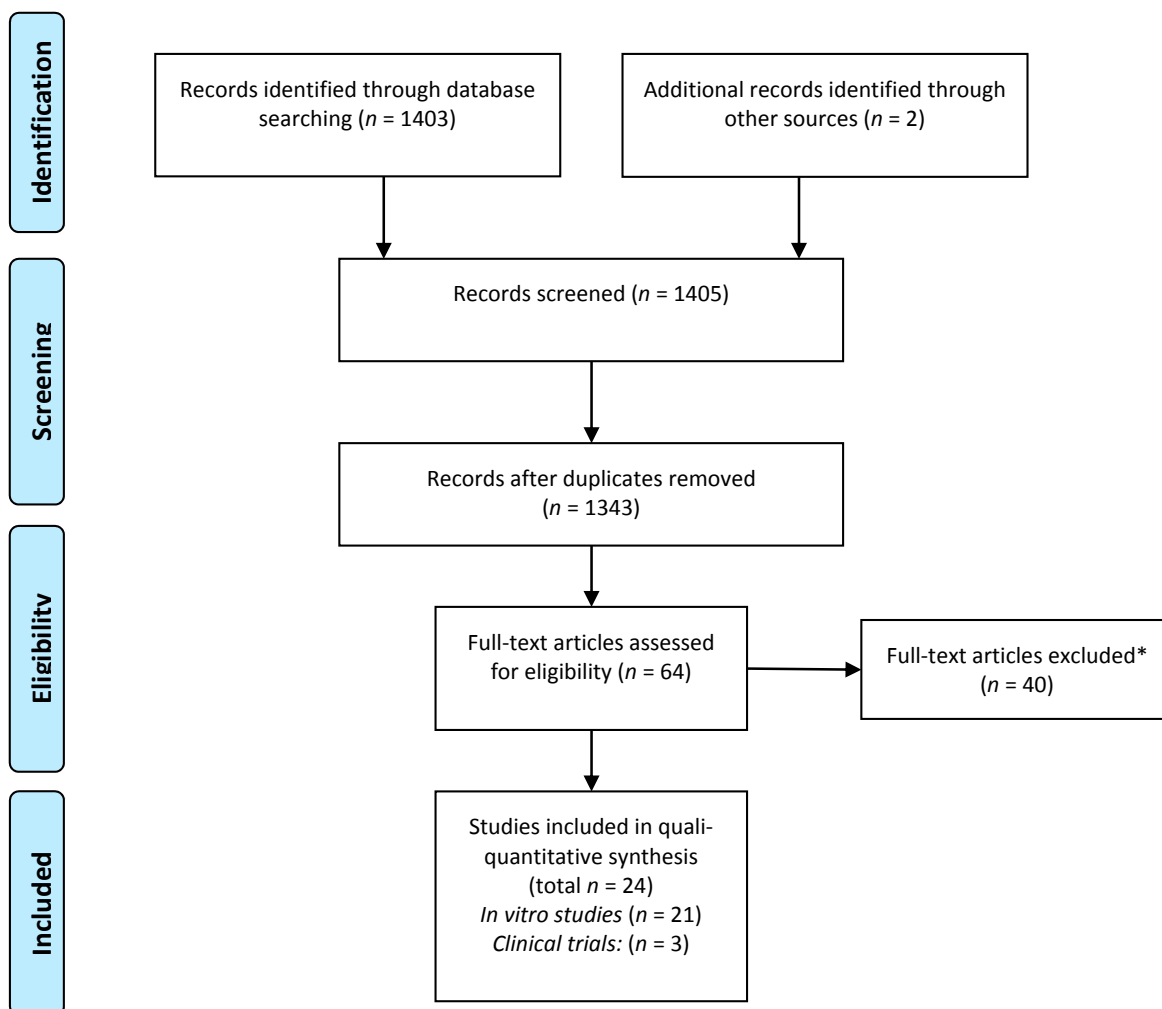 Identification
Records identified through database
searching (n = 1403)
Additional records identified through
other sources (n = 2)
Screening
Records screened (n = 1405)
Records after duplicates removed
(n = 1343)
Eligibility
Full-text articles assessed
for eligibility (n = 64)
Full-text articles excluded*
(n = 40)
Included
Studies included in quali-
quantitative synthesis
(total n = 24)
In vitro studies (n = 21)
Clinical trials: (n = 3)